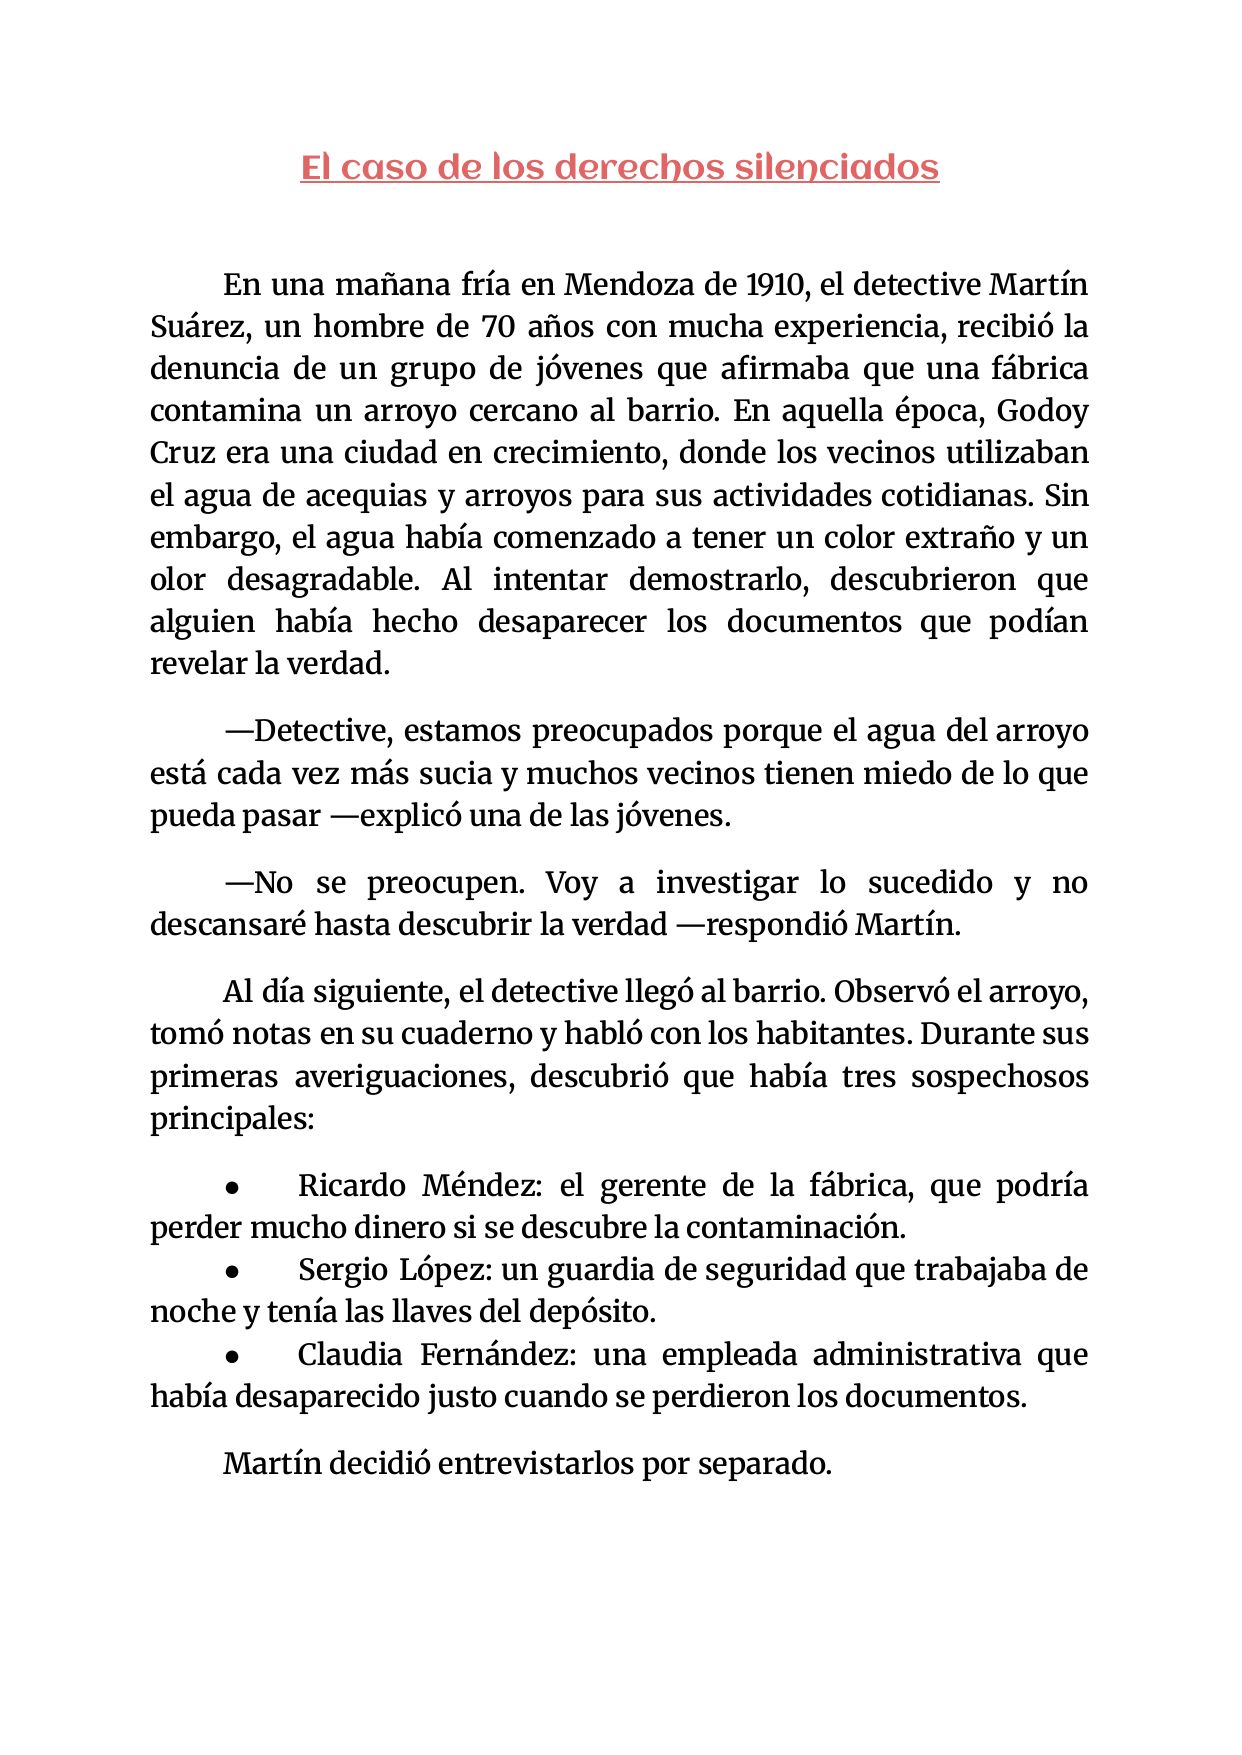 El caso de los derechos silenciados
En una mañana fría en Mendoza de 1910, el detective Martín
Suárez, un hombre de 70 años con mucha experiencia, recibió la
denuncia de un grupo de jóvenes que afirmaba que una fábrica
contamina un arroyo cercano al barrio. En aquella época, Godoy
Cruz era una ciudad en crecimiento, donde los vecinos utilizaban
el agua de acequias y arroyos para sus actividades cotidianas. Sin
embargo, el agua había comenzado a tener un color extraño y un
olor desagradable. Al intentar demostrarlo, descubrieron que
alguien había hecho desaparecer los documentos que podían
revelar la verdad.
—Detective, estamos preocupados porque el agua del arroyo
está cada vez más sucia y muchos vecinos tienen miedo de lo que
pueda pasar —explicó una de las jóvenes.
—No se preocupen. Voy a investigar lo sucedido y no
descansaré hasta descubrir la verdad —respondió Martín.
Al día siguiente, el detective llegó al barrio. Observó el arroyo,
tomó notas en su cuaderno y habló con los habitantes. Durante sus
primeras averiguaciones, descubrió que había tres sospechosos
principales:
● Ricardo Méndez: el gerente de la fábrica, que podría
perder mucho dinero si se descubre la contaminación.
● Sergio López: un guardia de seguridad que trabajaba de
noche y tenía las llaves del depósito.
● Claudia Fernández: una empleada administrativa que
había desaparecido justo cuando se perdieron los documentos.
Martín decidió entrevistarlos por separado.